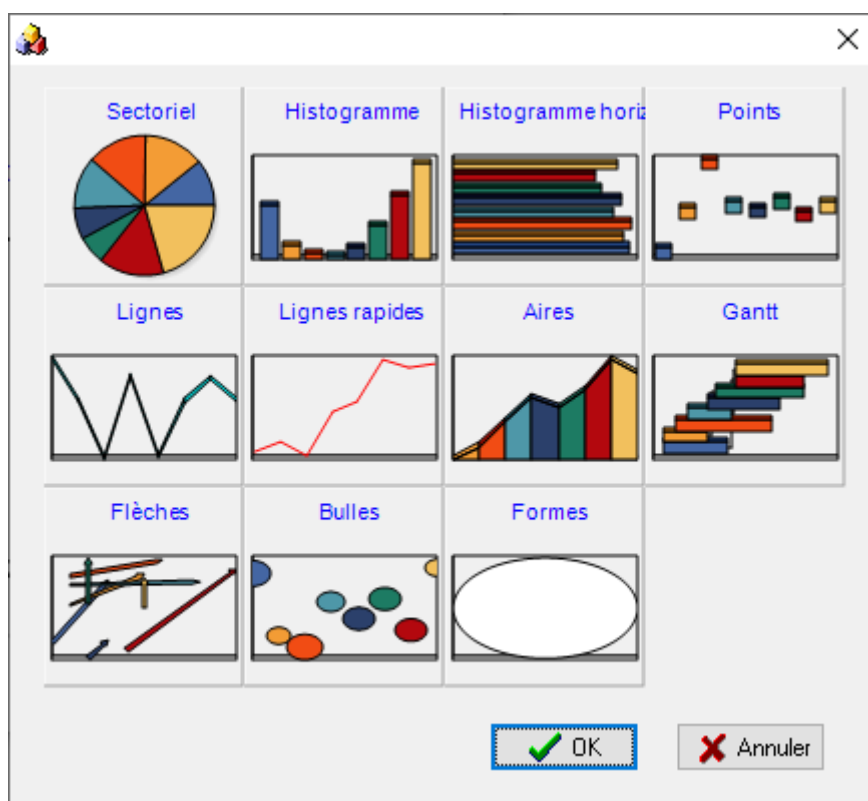 Sectoriel
Histogramme
Histogramme horiz
Points
Lignes
Lignes rapides
Aires
Gantt
Flèches
Bulles
Formes
OK
Annuler